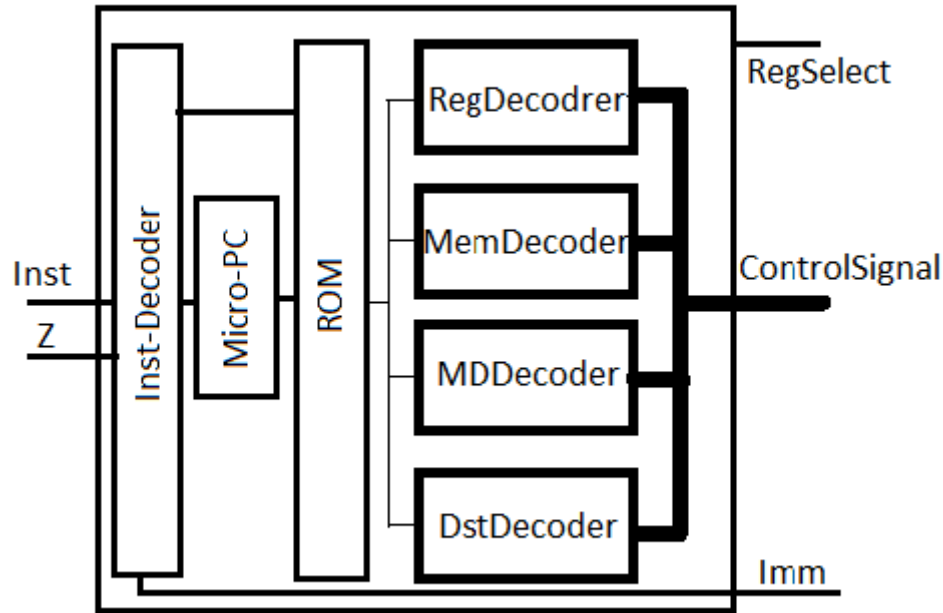 Inst
Z
Inst-Decoder
Micro-PC
ROM
RegDecodrer
MemDecoder
MDDecoder
DstDecoder
RegSelect
ControlSignal
Imm